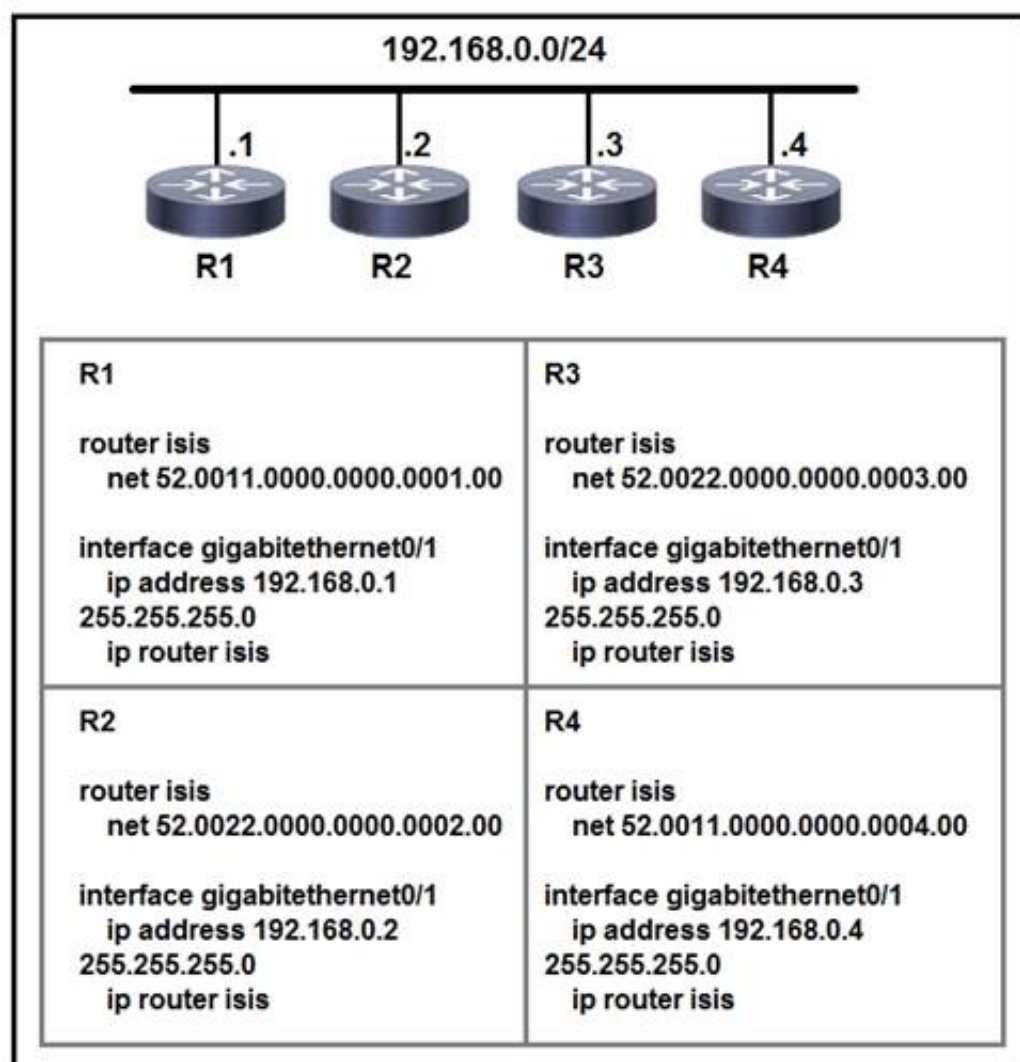 192.168.0.0/24
.1
.2
.3
.4
R1
R2
R3
R4
R1
router isis
net 52.0011.0000.0000.0001.00
interface gigabitethernet0/1
ip address 192.168.0.1
255.255.255.0
ip router isis
R3
router isis
net 52.0022.0000.0000.0003.00
interface gigabitethernet0/1
ip address 192.168.0.3
255.255.255.0
ip router isis
R2
router isis
net 52.0022.0000.0000.0002.00
interface gigabitethernet0/1
ip address 192.168.0.2
255.255.255.0
ip router isis
R4
router isis
net 52.0011.0000.0000.0004.00
interface gigabitethernet0/1
ip address 192.168.0.4
255.255.255.0
ip router isis